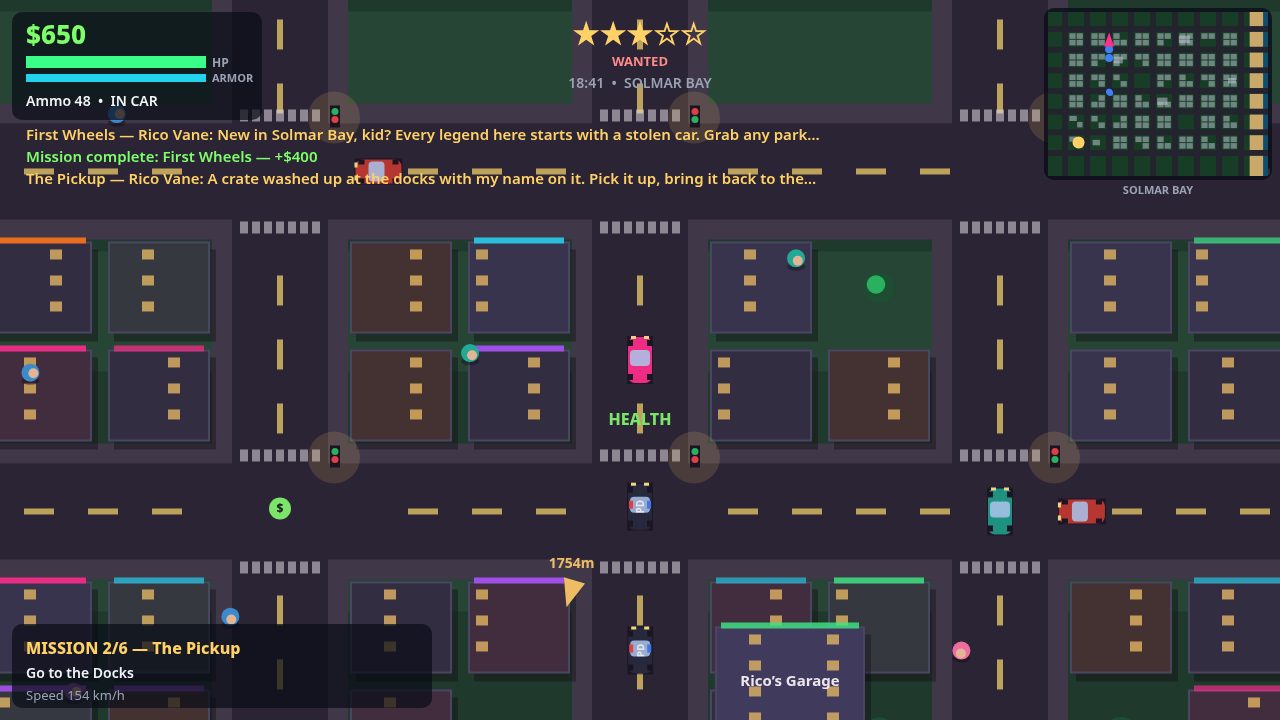 $650
HP
ARMOR
Ammo 48 • IN CAR
★★★☆☆
WANTED
18:41 • SOLMAR BAY
First Wheels — Rico Vane: New in Solmar Bay, kid? Every legend here starts with a stolen car. Grab any park…
Mission complete: First Wheels — +$400
The Pickup — Rico Vane: A crate washed up at the docks with my name on it. Pick it up, bring it back to the…
SOLMAR BAY
HEALTH
$
PD
1754m
PD
Rico’s Garage
MISSION 2/6 — The Pickup
Go to the Docks
Speed 154 km/h